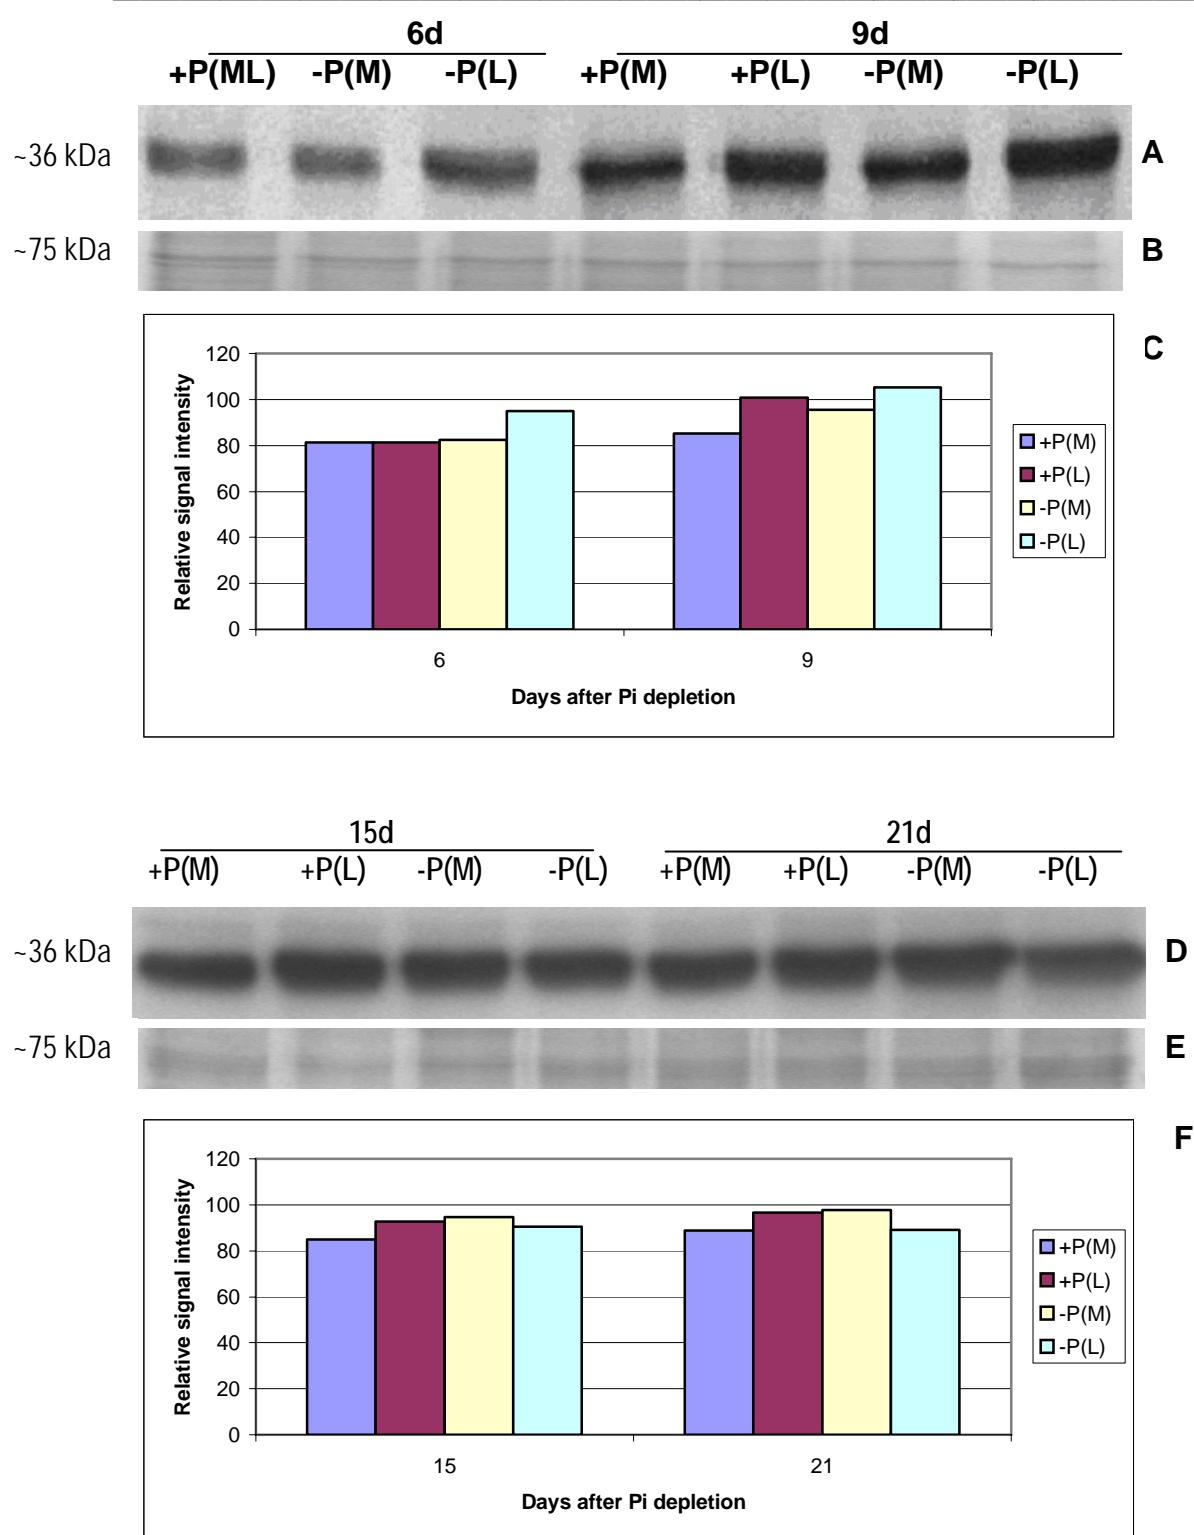 6d 9d
+P(ML) -P(M) -P(L) +P(M) +P(L) -P(M) -P(L)
~36 kDa A
~75 kDa B
C
120
100
80
60
40
20
0
Relative signal intensity
6 9
Days after Pi depletion
+P(M)
+P(L)
-P(M)
-P(L)
15d 21d
+P(M) +P(L) -P(M) -P(L) +P(M) +P(L) -P(M) -P(L)
~36 kDa D
~75 kDa E
F
120
100
80
60
40
20
0
Relative signal intensity
15 21
Days after Pi depletion
+P(M)
+P(L)
-P(M)
-P(L)